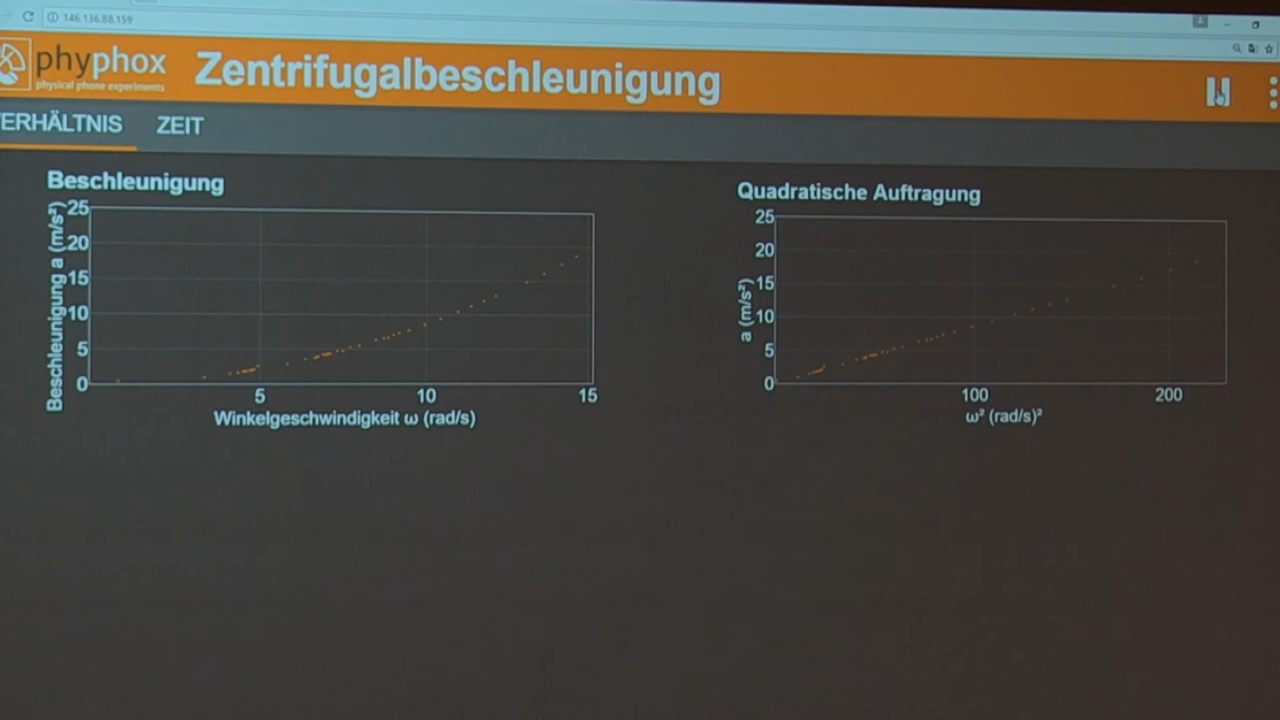 146.136.88.159
phyphox
physical phone experiments
Zentrifugalbeschleunigung
ERHÄLTNIS
ZEIT
Beschleunigung
Beschleunigung a (m/s²)
25
20
15
10
5
0
5
10
15
Winkelgeschwindigkeit ω (rad/s)
Quadratische Auftragung
a (m/s²)
25
20
15
10
5
0
100
200
ω² (rad/s)²